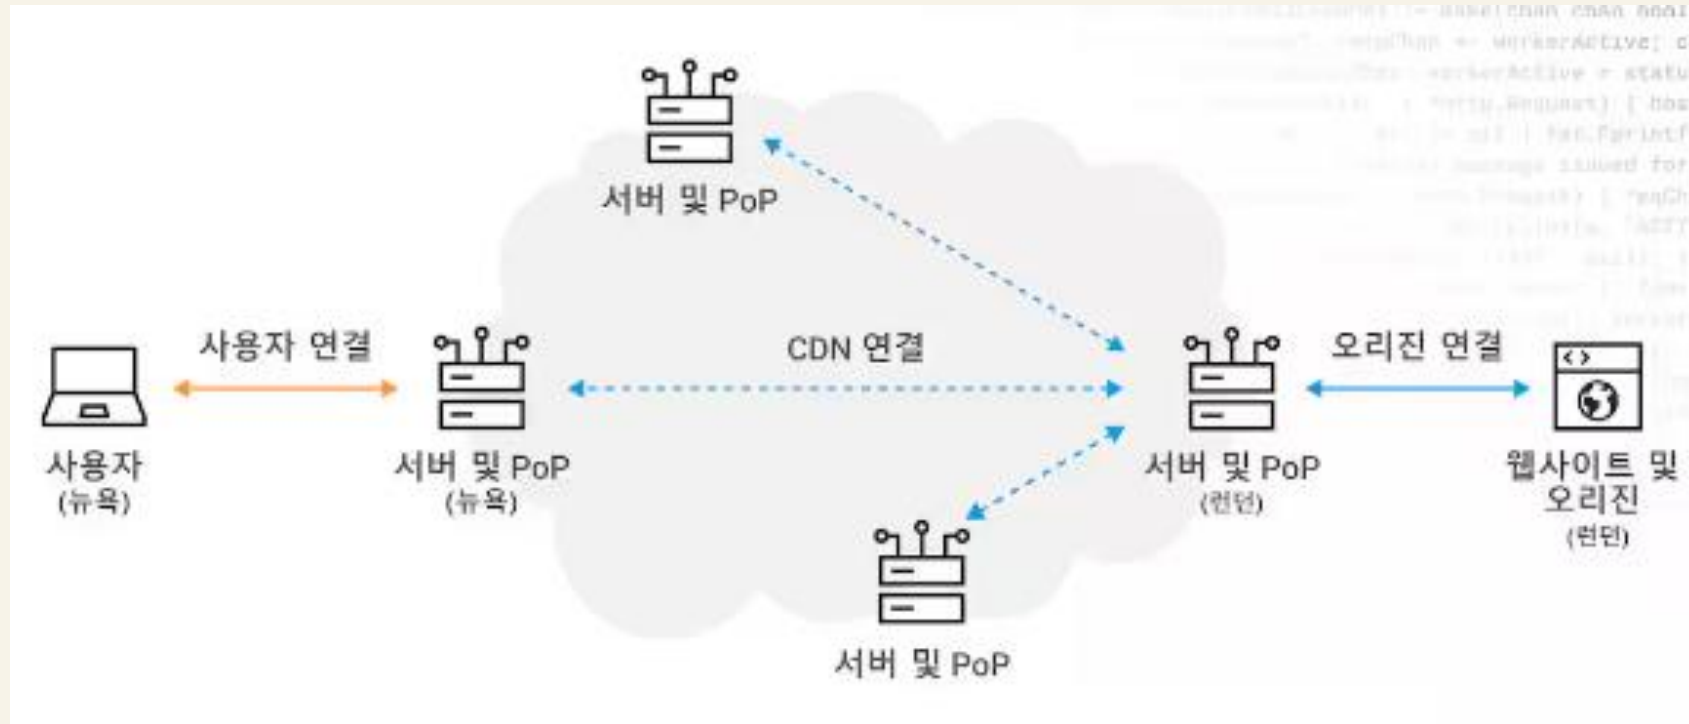 서버 및 PoP
사용자 연결
CDN 연결
오리진 연결
사용자
(뉴욕)
서버 및 PoP
(뉴욕)
서버 및 PoP
(런던)
웹사이트 및
오리진
(런던)
서버 및 PoP